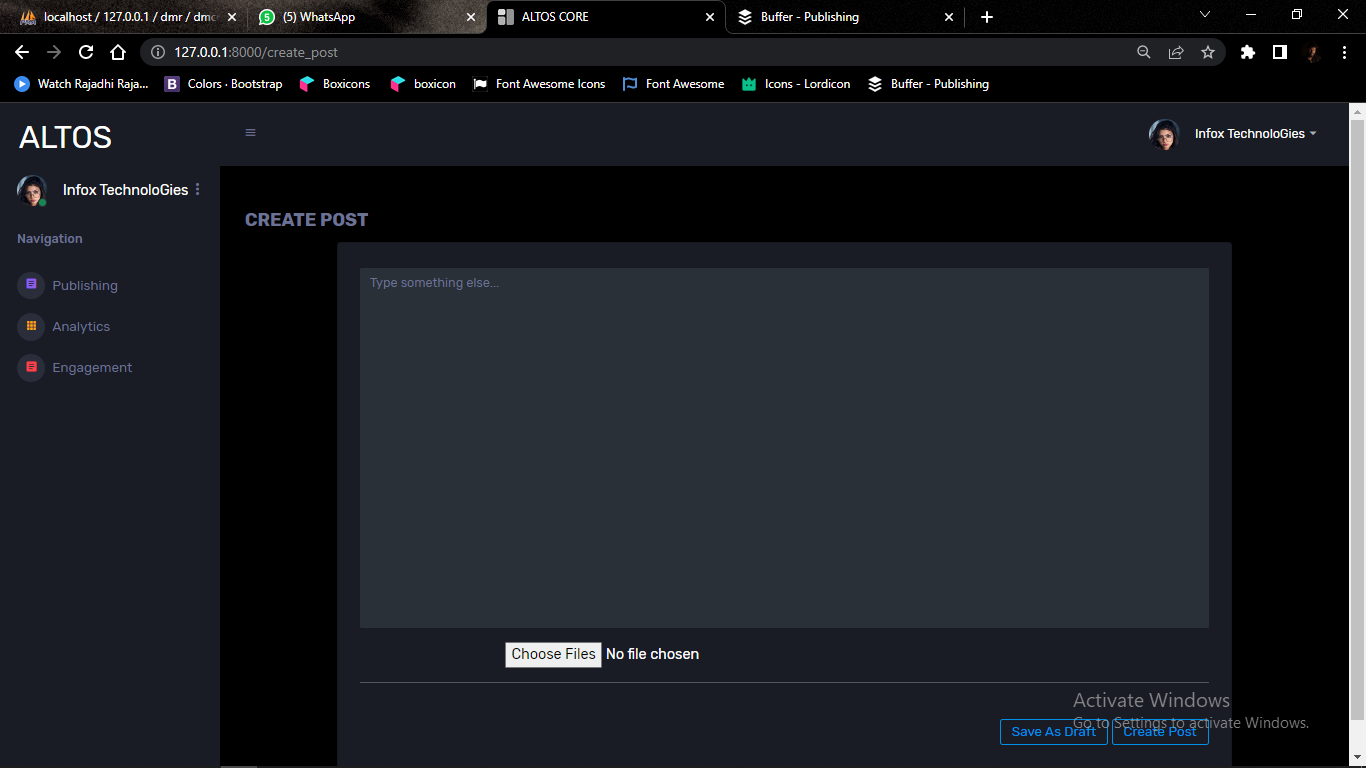 localhost / 127.0.0.1 / dmr / dmc
(5) WhatsApp
ALTOS CORE
Buffer - Publishing
127.0.0.1:8000/create_post
Watch Rajadhi Raja...
B Colors · Bootstrap
Boxicons
boxicon
Font Awesome Icons
Font Awesome
Icons - Lordicon
Buffer - Publishing
ALTOS
Infox TechnoloGies
Infox TechnoloGies
Navigation
Publishing
Analytics
Engagement
CREATE POST
Type something else...
Choose Files No file chosen
Activate Windows
Go to Settings to activate Windows.
Save As Draft
Create Post